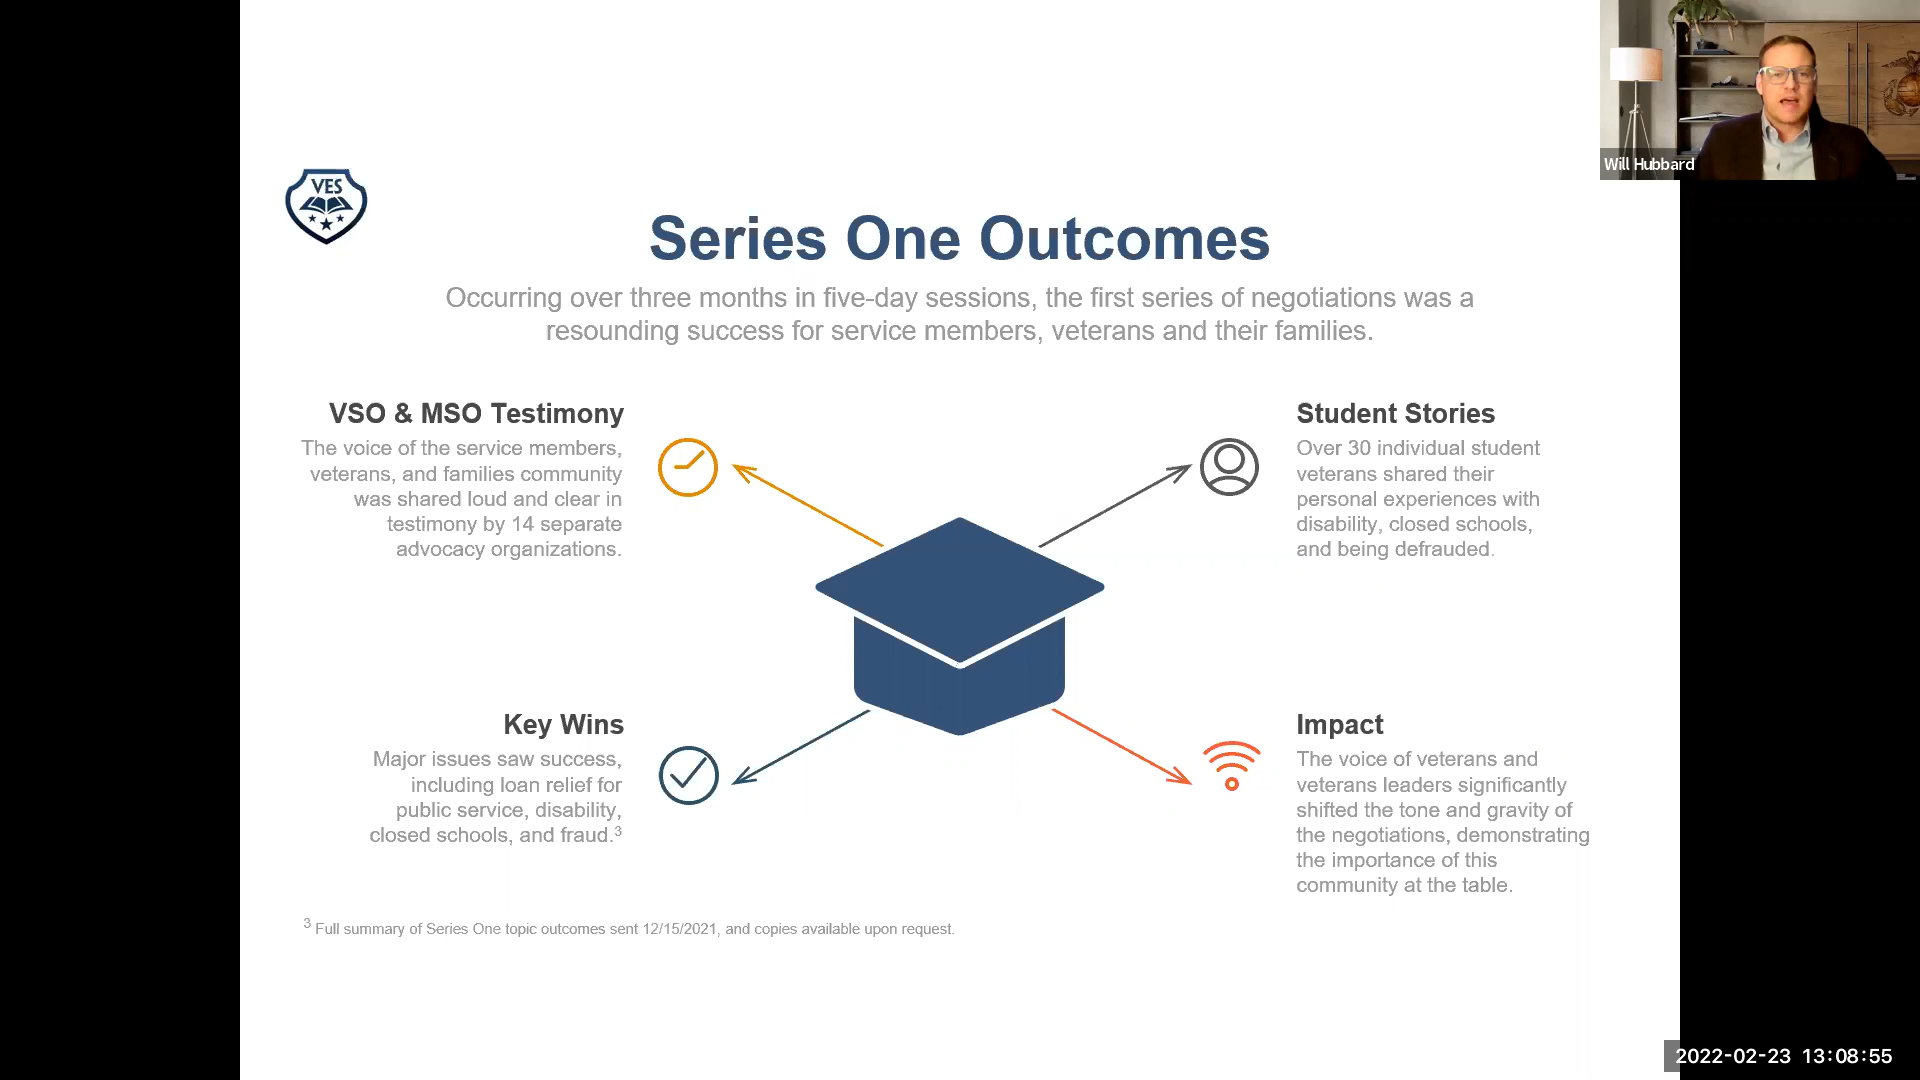 Will Hubbard
VES
Series One Outcomes
Occurring over three months in five-day sessions, the first series of negotiations was a
resounding success for service members, veterans and their families.
VSO & MSO Testimony
The voice of the service members,
veterans, and families community
was shared loud and clear in
testimony by 14 separate
advocacy organizations.
Student Stories
Over 30 individual student
veterans shared their
personal experiences with
disability, closed schools,
and being defrauded.
Key Wins
Major issues saw success,
including loan relief for
public service, disability,
closed schools, and fraud.³
Impact
The voice of veterans and
veterans leaders significantly
shifted the tone and gravity of
the negotiations, demonstrating
the importance of this
community at the table.
³ Full summary of Series One topic outcomes sent 12/15/2021, and copies available upon request.
2022-02-23 13:08:55